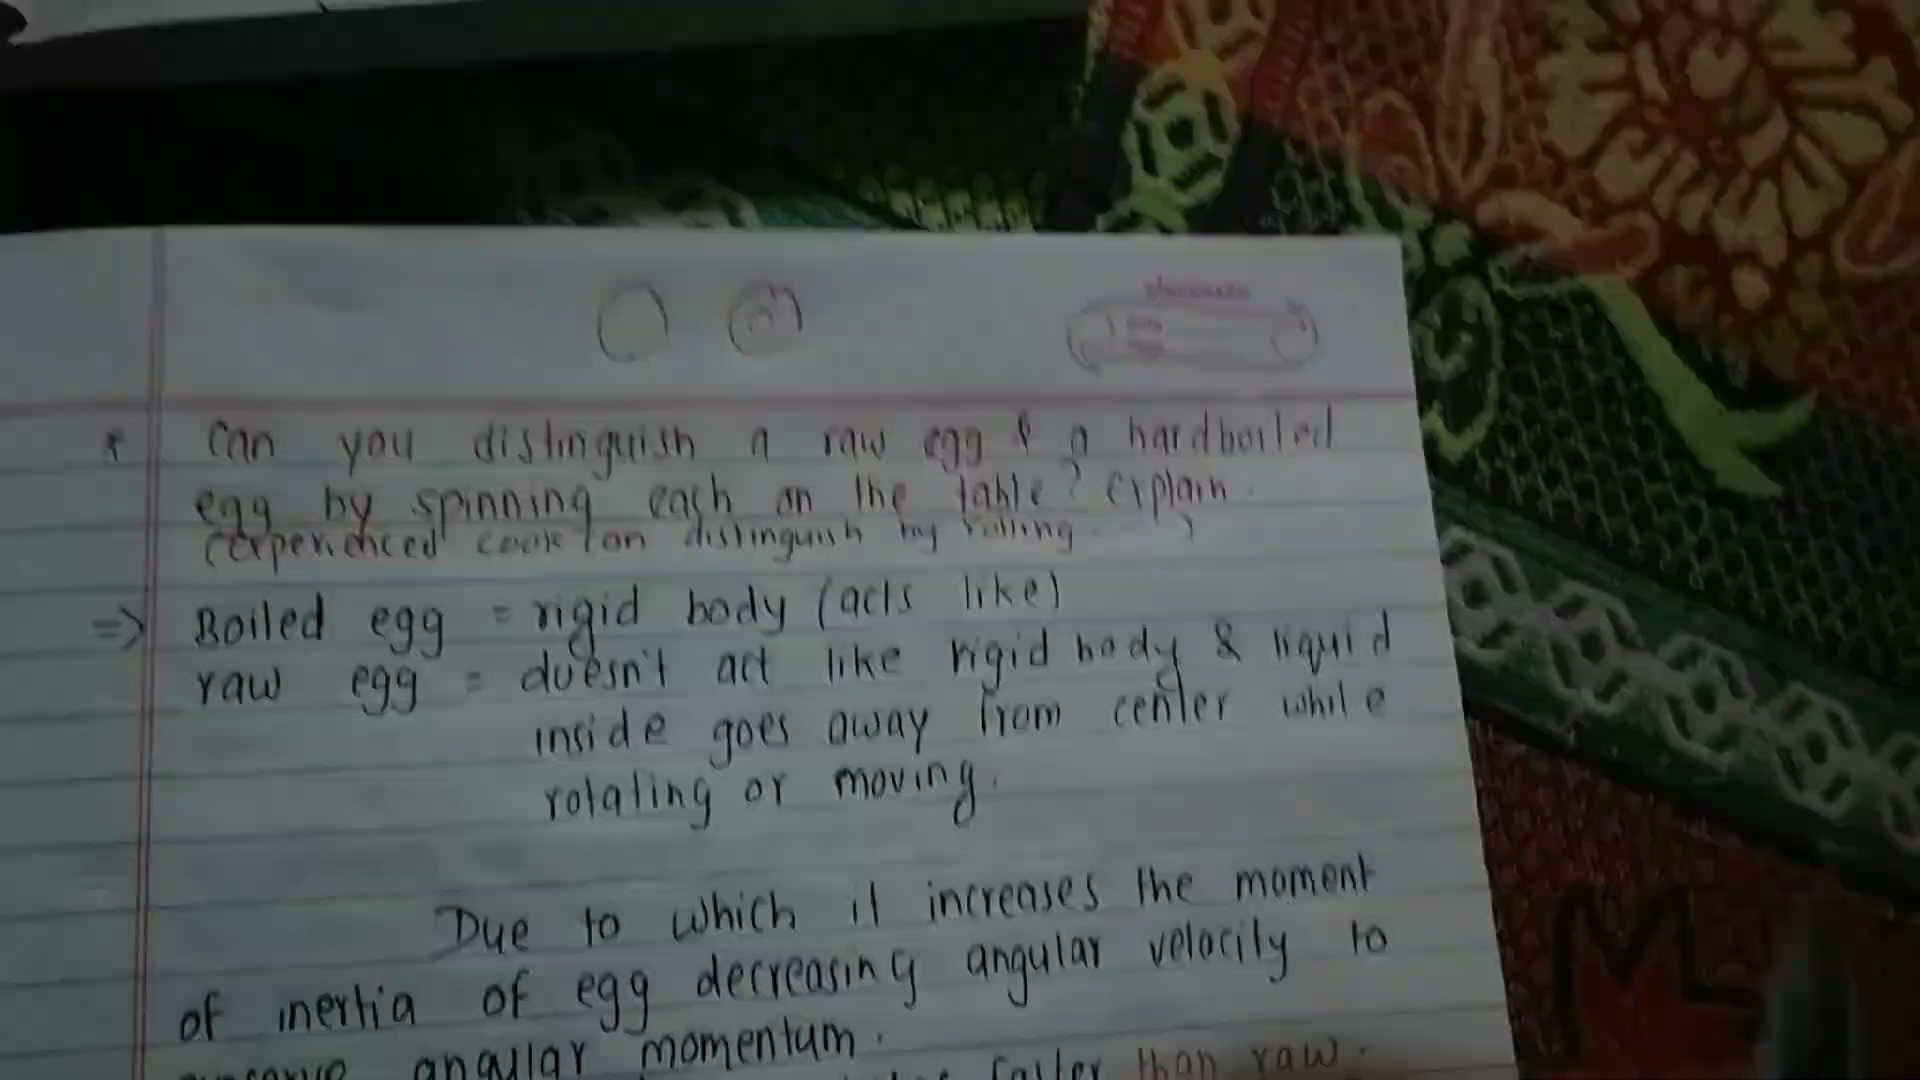 * Can you distinguish a raw egg & a hardboiled
egg by spinning each on the table? explain.
(experienced cook can distinguish by rolling.)
=> Boiled egg = rigid body (acts like)
raw egg = doesn't act like rigid body & liquid
inside goes away from center while
rotating or moving.
Due to which it increases the moment
of inertia of egg decreasing angular velocity to
angular momentum.
faster than raw.